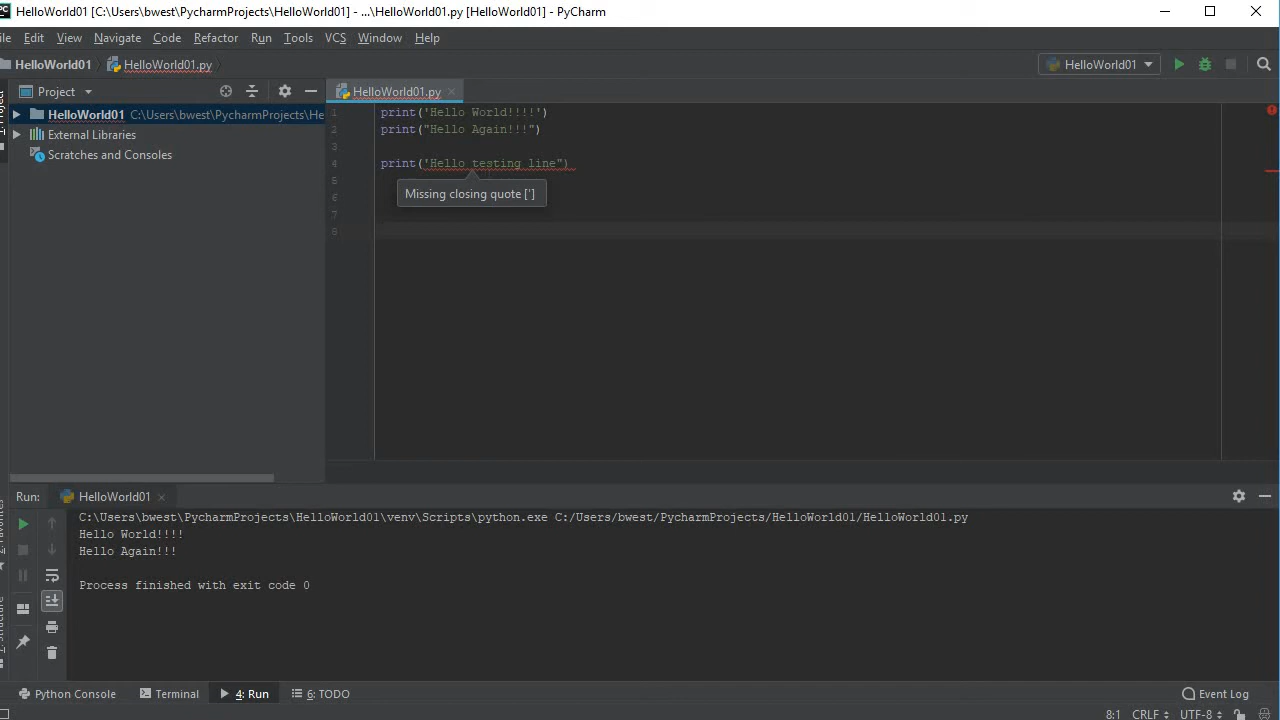 PC HelloWorld01 [C:\Users\bwest\PycharmProjects\HelloWorld01] - ...\HelloWorld01.py [HelloWorld01] - PyCharm
ile Edit View Navigate Code Refactor Run Tools VCS Window Help
HelloWorld01 HelloWorld01.py HelloWorld01
Project HelloWorld01.py
HelloWorld01 C:\Users\bwest\PycharmProjects\He
External Libraries
Scratches and Consoles
1 print('Hello World!!!!')
2 print("Hello Again!!!")
3
4 print('Hello testing line")
5
Missing closing quote [']
6
7
8
Run: HelloWorld01
C:\Users\bwest\PycharmProjects\HelloWorld01\venv\Scripts\python.exe C:/Users/bwest/PycharmProjects/HelloWorld01/HelloWorld01.py
Hello World!!!!
Hello Again!!!
Process finished with exit code 0
Python Console Terminal 4: Run 6: TODO Event Log
8:1 CRLF UTF-8